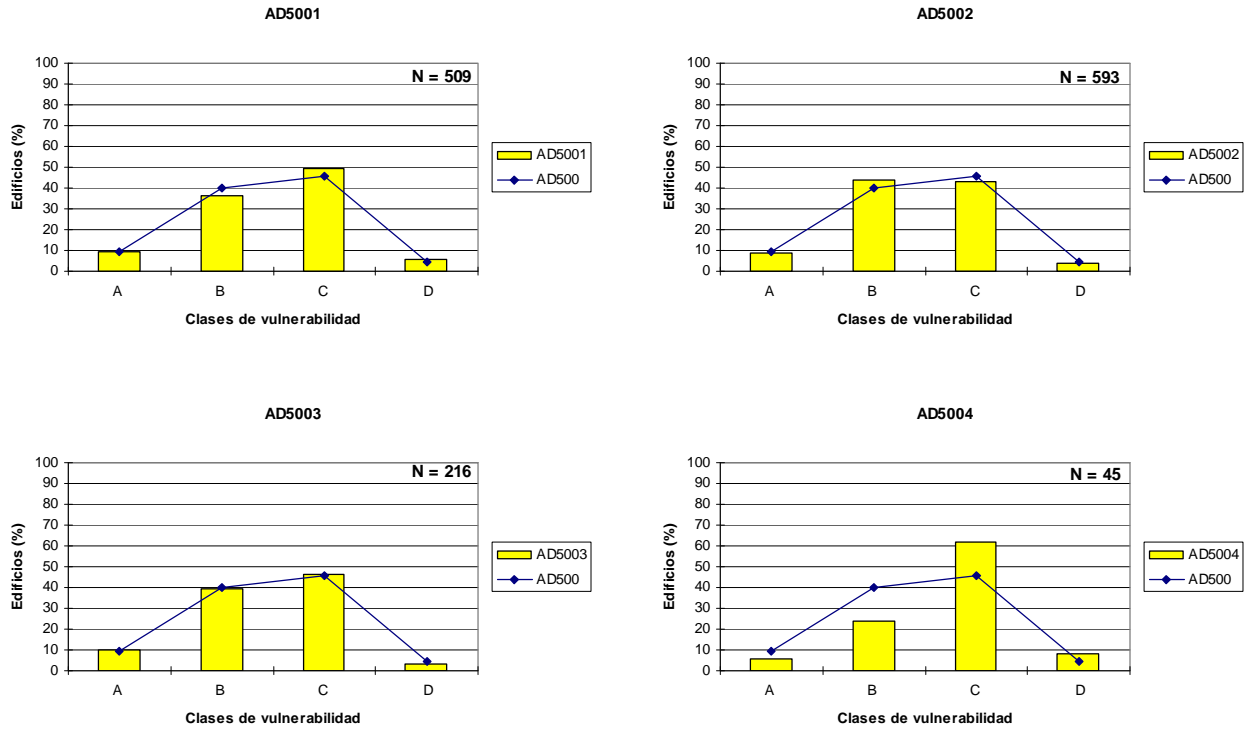 AD5001
100
90
80
70
60
50
40
30
20
10
0
Edificios (%)
N = 509
A B C D
Clases de vulnerabilidad
AD5001
AD500
AD5002
100
90
80
70
60
50
40
30
20
10
0
Edificios (%)
N = 593
A B C D
Clases de vulnerabilidad
AD5002
AD500
AD5003
100
90
80
70
60
50
40
30
20
10
0
Edificios (%)
N = 216
A B C D
Clases de vulnerabilidad
AD5003
AD500
AD5004
100
90
80
70
60
50
40
30
20
10
0
Edificios (%)
N = 45
A B C D
Clases de vulnerabilidad
AD5004
AD500